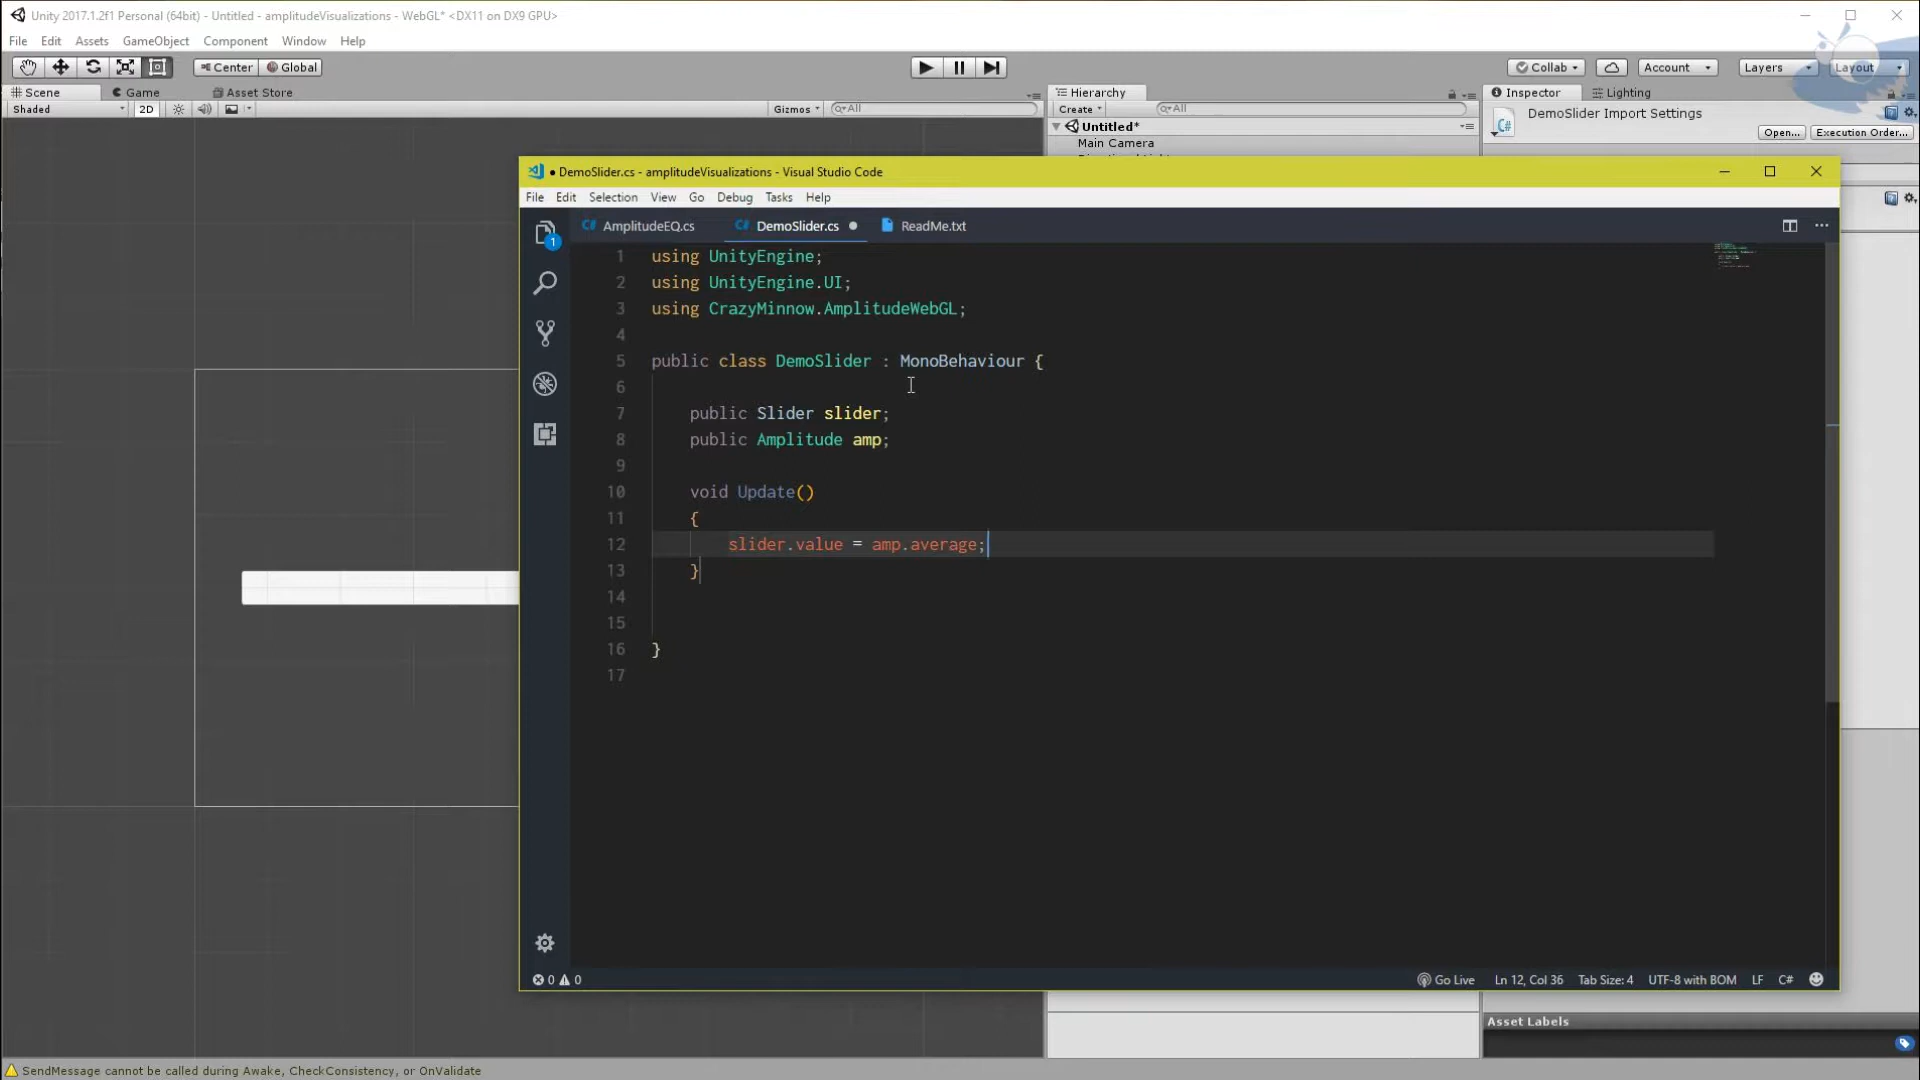 Unity 2017.1.2f1 Personal (64bit) - Untitled - amplitudeVisualizations - WebGL* <DX11 on DX9 GPU>
File Edit Assets GameObject Component Window Help
Center Global Collab Account Layers Layout
Scene Game Asset Store Hierarchy Inspector Lighting
Shaded 2D Gizmos All Create All
DemoSlider Import Settings
Untitled*
Open... Execution Order...
Main Camera
DemoSlider.cs - amplitudeVisualizations - Visual Studio Code
File Edit Selection View Go Debug Tasks Help
AmplitudeEQ.cs DemoSlider.cs ReadMe.txt
1
1 using UnityEngine;
2 using UnityEngine.UI;
3 using CrazyMinnow.AmplitudeWebGL;
4
5 public class DemoSlider : MonoBehaviour {
6
7 public Slider slider;
8 public Amplitude amp;
9
10 void Update()
11 {
12 slider.value = amp.average;
13 }
14
15
16 }
17
0 0 Go Live Ln 12, Col 36 Tab Size: 4 UTF-8 with BOM LF C#
Asset Labels
SendMessage cannot be called during Awake, CheckConsistency, or OnValidate